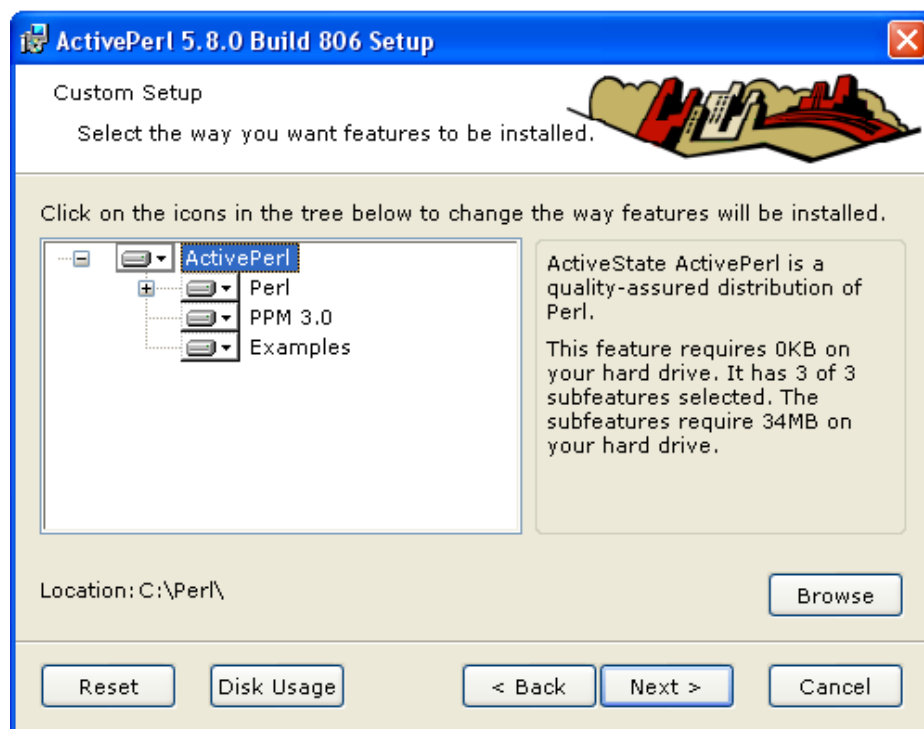 ActivePerl 5.8.0 Build 806 Setup
Custom Setup
Select the way you want features to be installed.
Click on the icons in the tree below to change the way features will be installed.
ActivePerl
Perl
PPM 3.0
Examples
ActiveState ActivePerl is a
quality-assured distribution of
Perl.
This feature requires 0KB on
your hard drive. It has 3 of 3
subfeatures selected. The
subfeatures require 34MB on
your hard drive.
Location: C:\Perl\
Browse
Reset
Disk Usage
< Back
Next >
Cancel